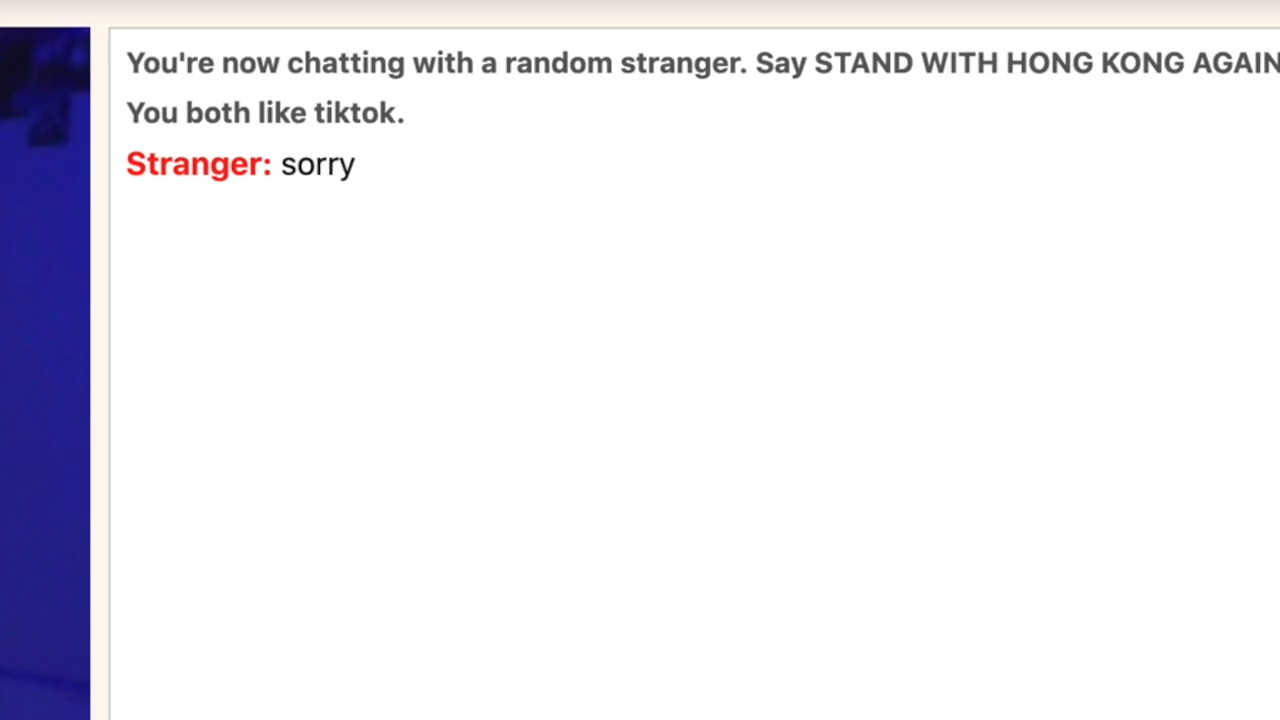 You're now chatting with a random stranger. Say STAND WITH HONG KONG AGAIN
You both like tiktok.
Stranger: sorry